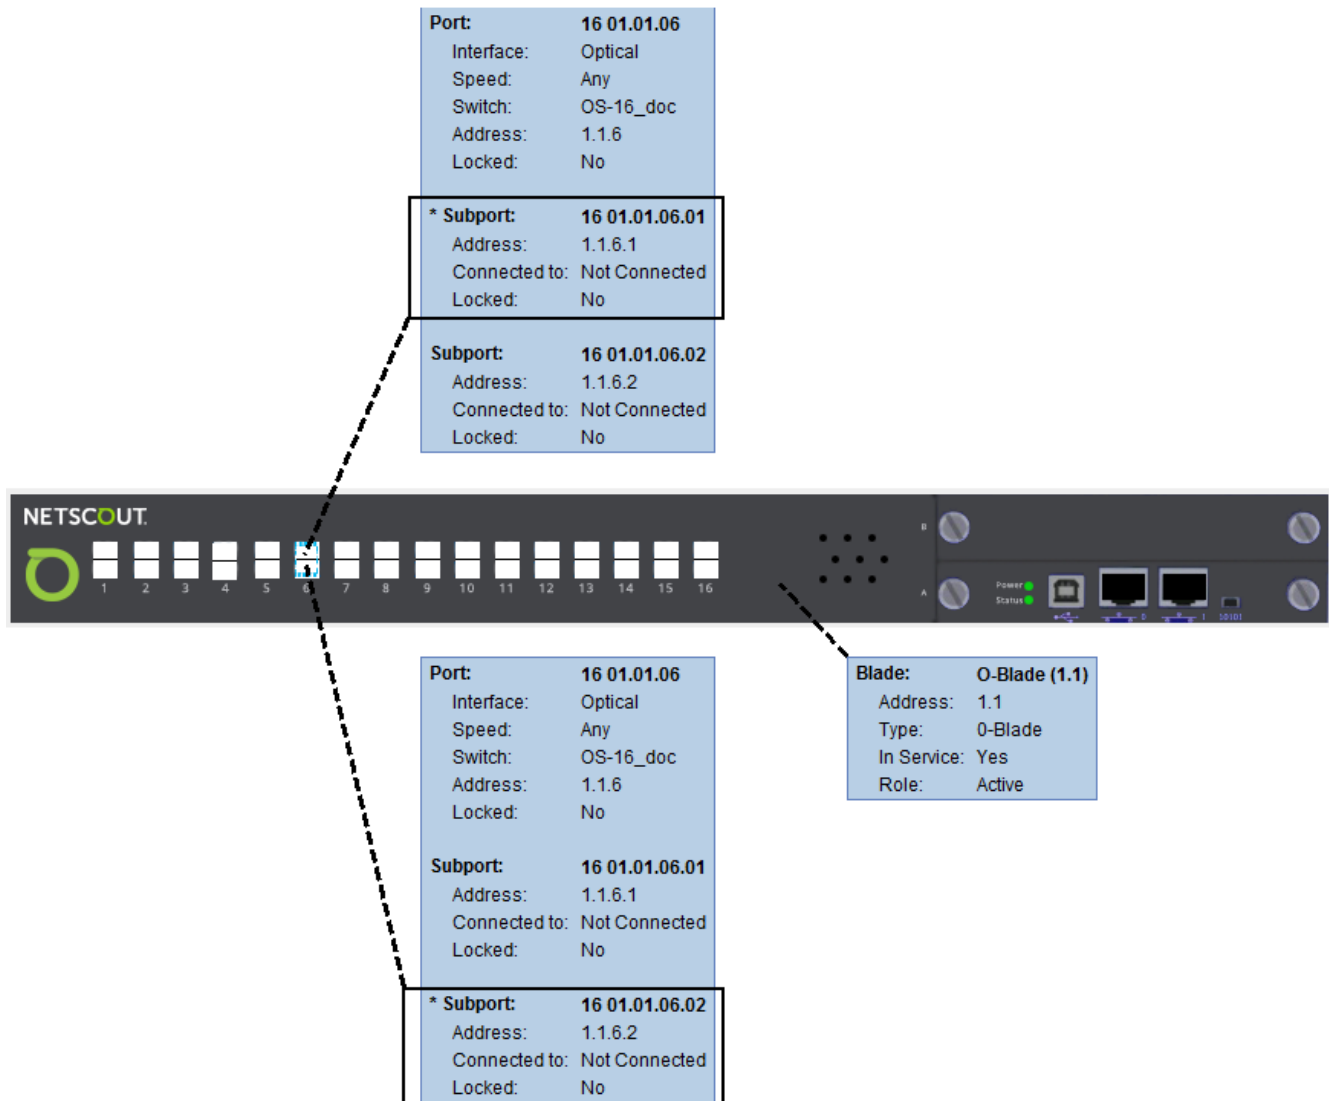 Port: 16 01.01.06
Interface: Optical
Speed: Any
Switch: OS-16_doc
Address: 1.1.6
Locked: No
* Subport: 16 01.01.06.01
Address: 1.1.6.1
Connected to: Not Connected
Locked: No
Subport: 16 01.01.06.02
Address: 1.1.6.2
Connected to: Not Connected
Locked: No
NETSCOUT.
1 2 3 4 5 6 7 8 9 10 11 12 13 14 15 16
B
A
Power
Status
0
1
10101
Port: 16 01.01.06
Interface: Optical
Speed: Any
Switch: OS-16_doc
Address: 1.1.6
Locked: No
Subport: 16 01.01.06.01
Address: 1.1.6.1
Connected to: Not Connected
Locked: No
* Subport: 16 01.01.06.02
Address: 1.1.6.2
Connected to: Not Connected
Locked: No
Blade: O-Blade (1.1)
Address: 1.1
Type: 0-Blade
In Service: Yes
Role: Active